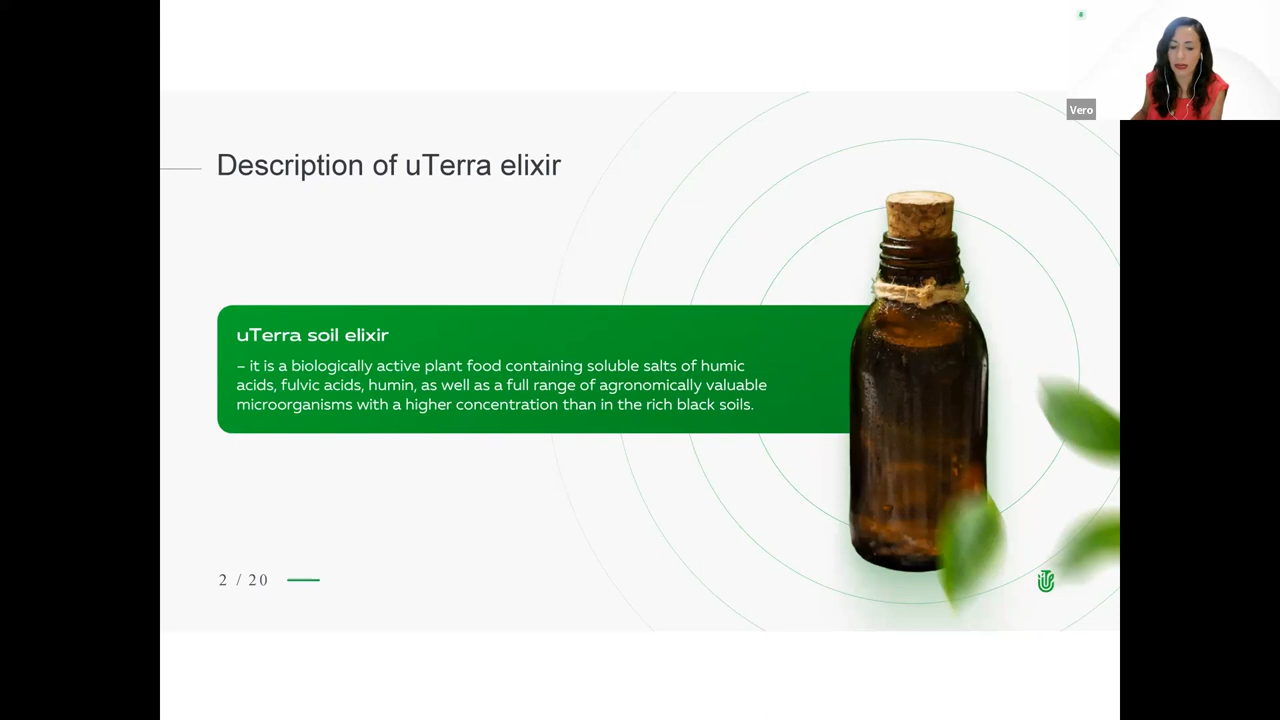 Vero
Description of uTerra elixir
uTerra soil elixir
– it is a biologically active plant food containing soluble salts of humic
acids, fulvic acids, humin, as well as a full range of agronomically valuable
microorganisms with a higher concentration than in the rich black soils.
2 / 20